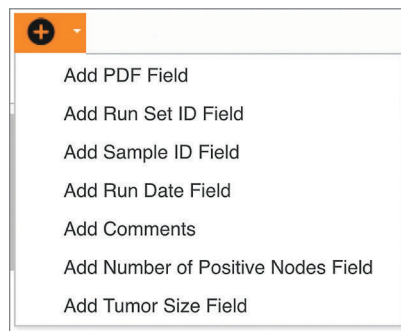 Add PDF Field
Add Run Set ID Field
Add Sample ID Field
Add Run Date Field
Add Comments
Add Number of Positive Nodes Field
Add Tumor Size Field